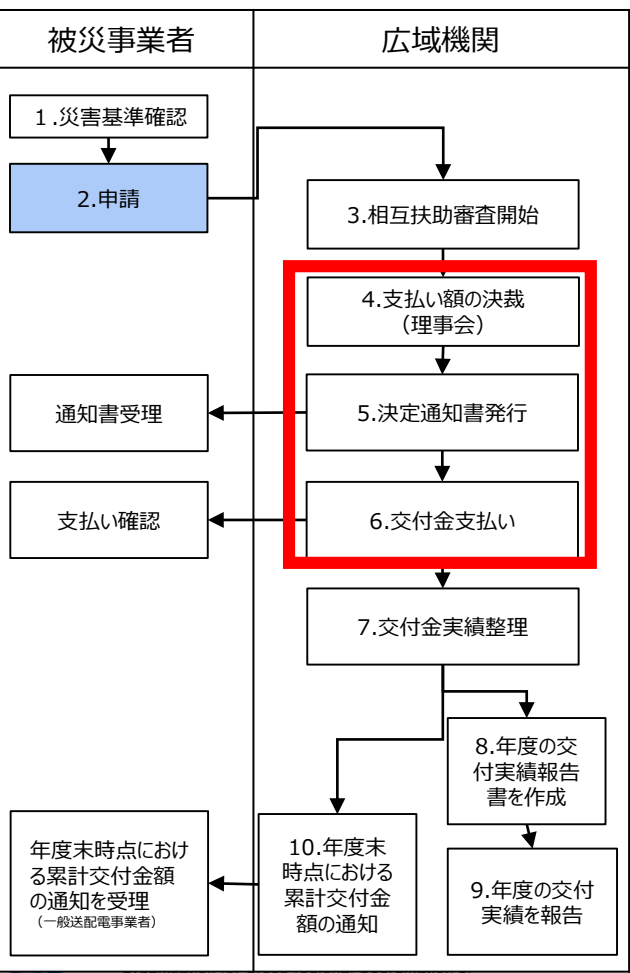 被災事業者
広域機関
１.災害基準確認
2.申請
3.相互扶助審査開始
4.支払い額の決裁
（理事会）
通知書受理
5.決定通知書発行
支払い確認
6.交付金支払い
7.交付金実績整理
8.年度の交
付実績報告
書を作成
年度末時点におけ
る累計交付金額
の通知を受理
（一般送配電事業者）
10.年度末
時点における
累計交付金
額の通知
9.年度の交付
実績を報告